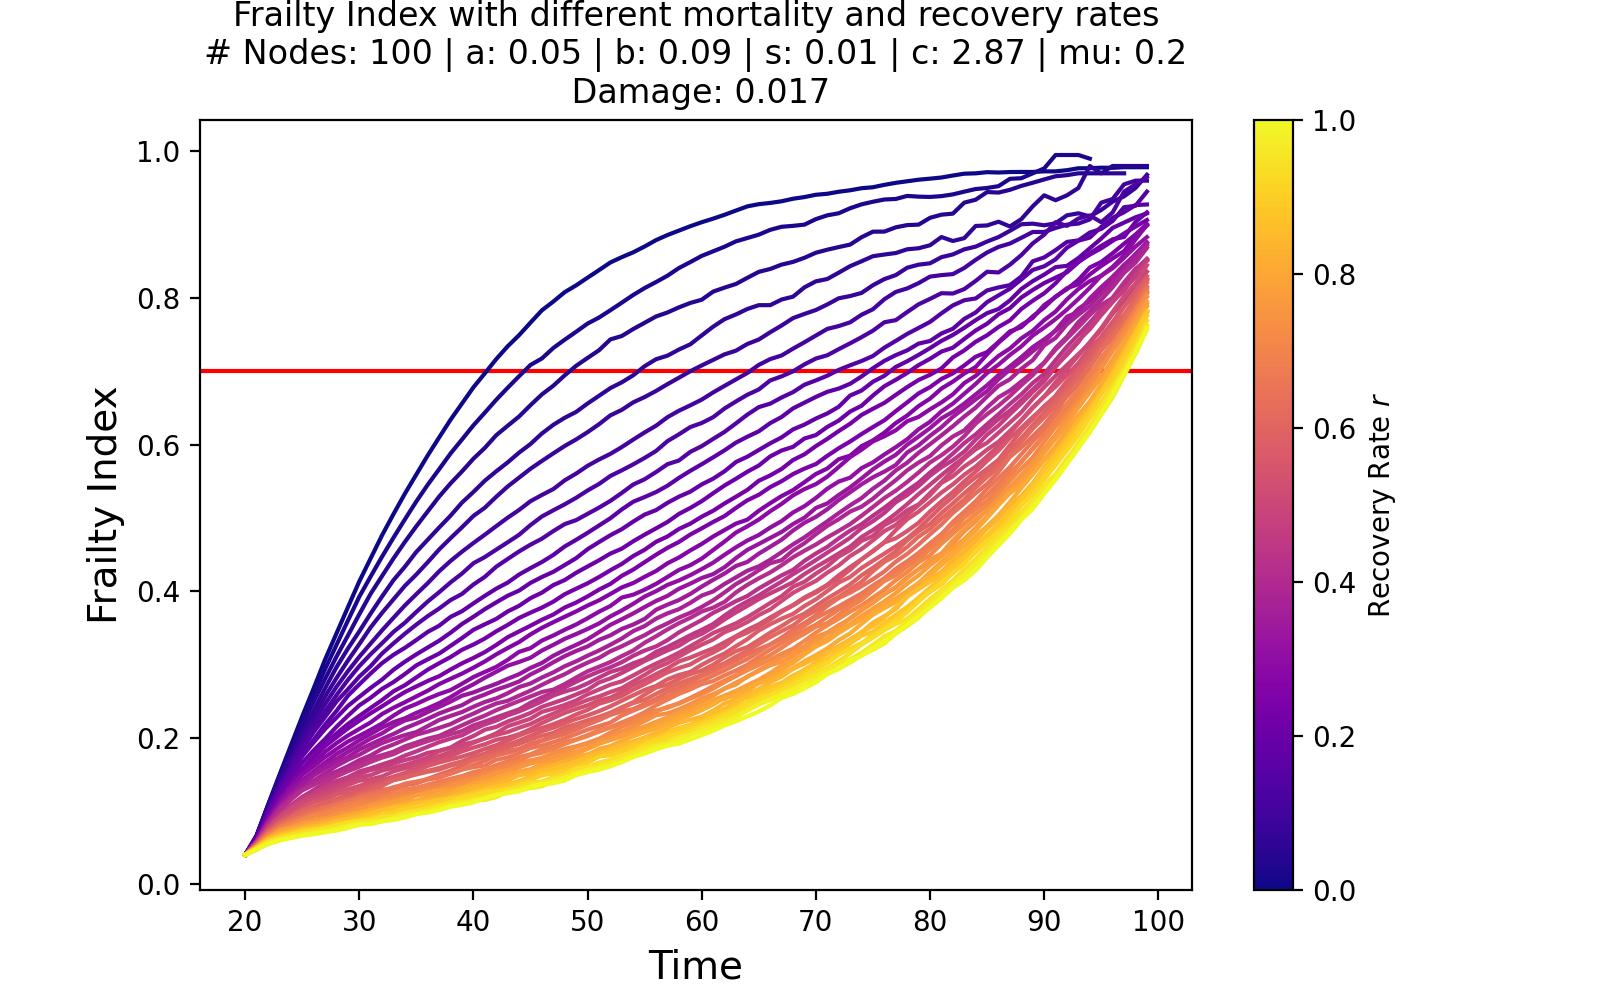 Frailty Index with different mortality and recovery rates
# Nodes: 100 | a: 0.05 | b: 0.09 | s: 0.01 | c: 2.87 | mu: 0.2
Damage: 0.017
1.0
0.8
0.6
0.4
0.2
0.0
Frailty Index
20 30 40 50 60 70 80 90 100
Time
1.0
0.8
0.6
0.4
0.2
0.0
Recovery Rate r